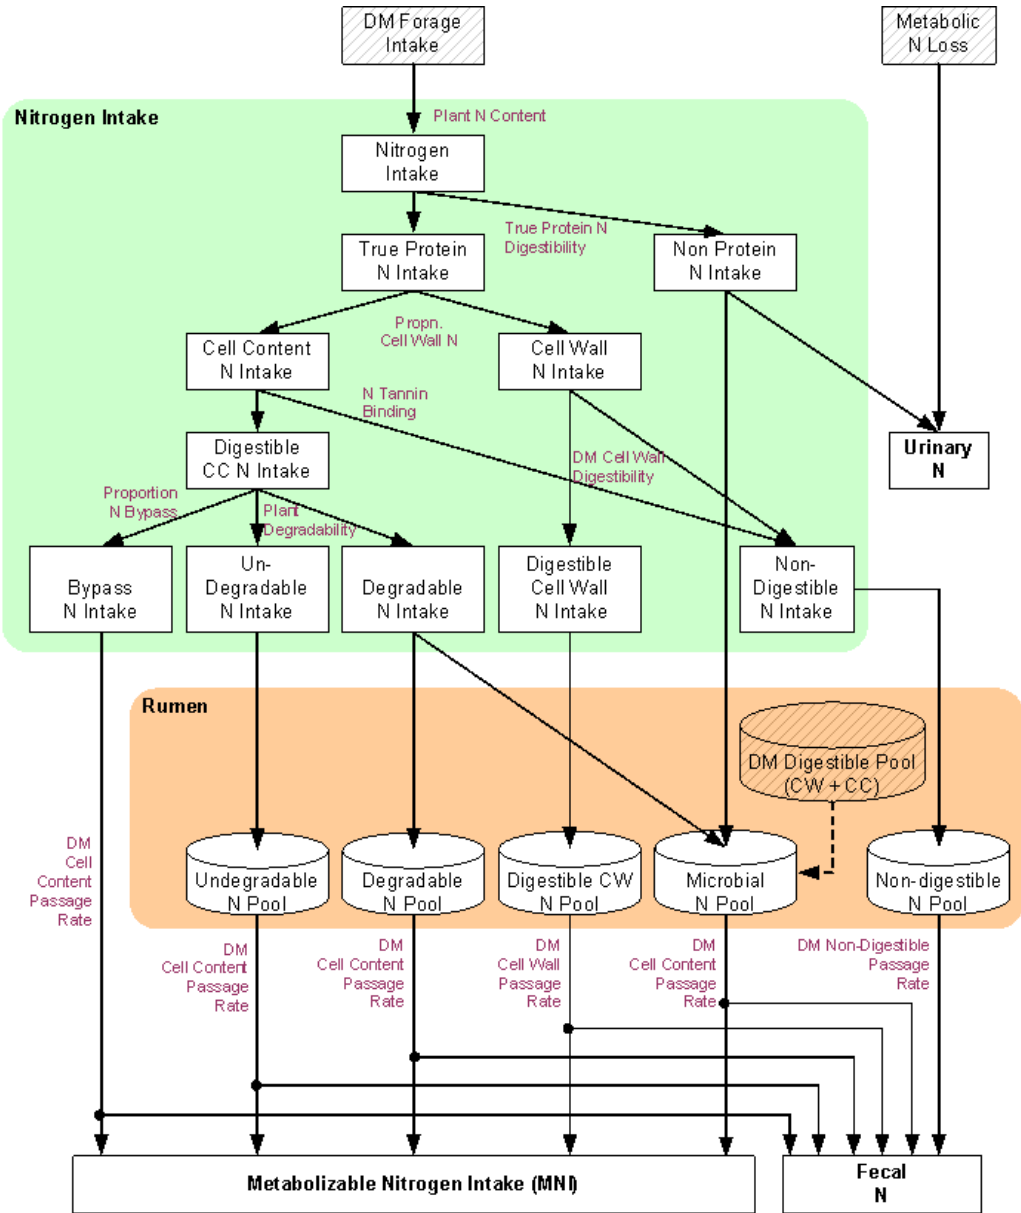 DM Forage
Intake
Metabolic
N Loss
Nitrogen Intake
Plant N Content
Nitrogen
Intake
True Protein N
Digestibility
True Protein
N Intake
Non Protein
N Intake
Propn.
Cell Wall N
Cell Content
N Intake
Cell Wall
N Intake
N Tannin
Binding
Digestible
CC N Intake
DM Cell Wall
Digestibility
Urinary
N
Proportion
N Bypass
Plant
Degradability
Bypass
N Intake
Un-
Degradable
N Intake
Degradable
N Intake
Digestible
Cell Wall
N Intake
Non-
Digestible
N Intake
Rumen
DM Digestible Pool
(CW + CC)
DM
Cell
Content
Passage
Rate
Undegradable
N Pool
Degradable
N Pool
Digestible CW
N Pool
Microbial
N Pool
Non-digestible
N Pool
DM
Cell Content
Passage
Rate
DM
Cell Content
Passage
Rate
DM
Cell Wall
Passage
Rate
DM
Cell Content
Passage
Rate
DM Non-Digestible
Passage
Rate
Metabolizable Nitrogen Intake (MNI)
Fecal
N